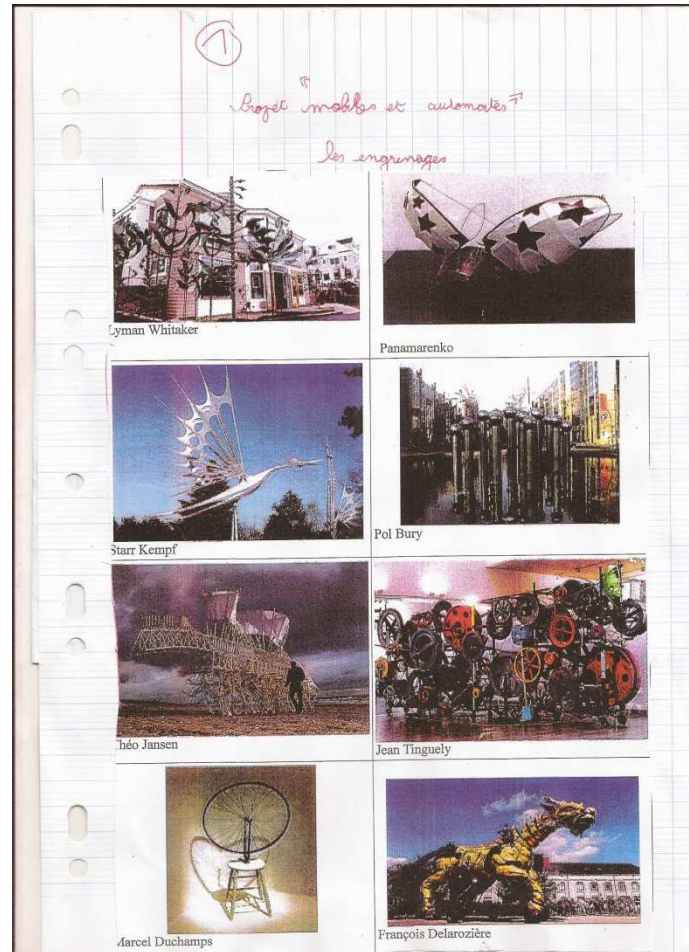 1
Projet "mobiles et automates"
les engrenages
Lyman Whitaker
Panamarenko
Starr Kempf
Pol Bury
Théo Jansen
Jean Tinguely
Marcel Duchamps
François Delarozière